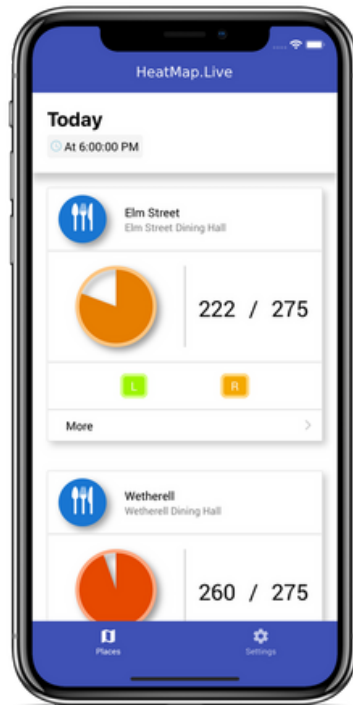 HeatMap.Live
Today
At 6:00:00 PM
Elm Street
Elm Street Dining Hall
222 / 275
L R
More
Wetherell
Wetherell Dining Hall
260 / 275
Places Settings